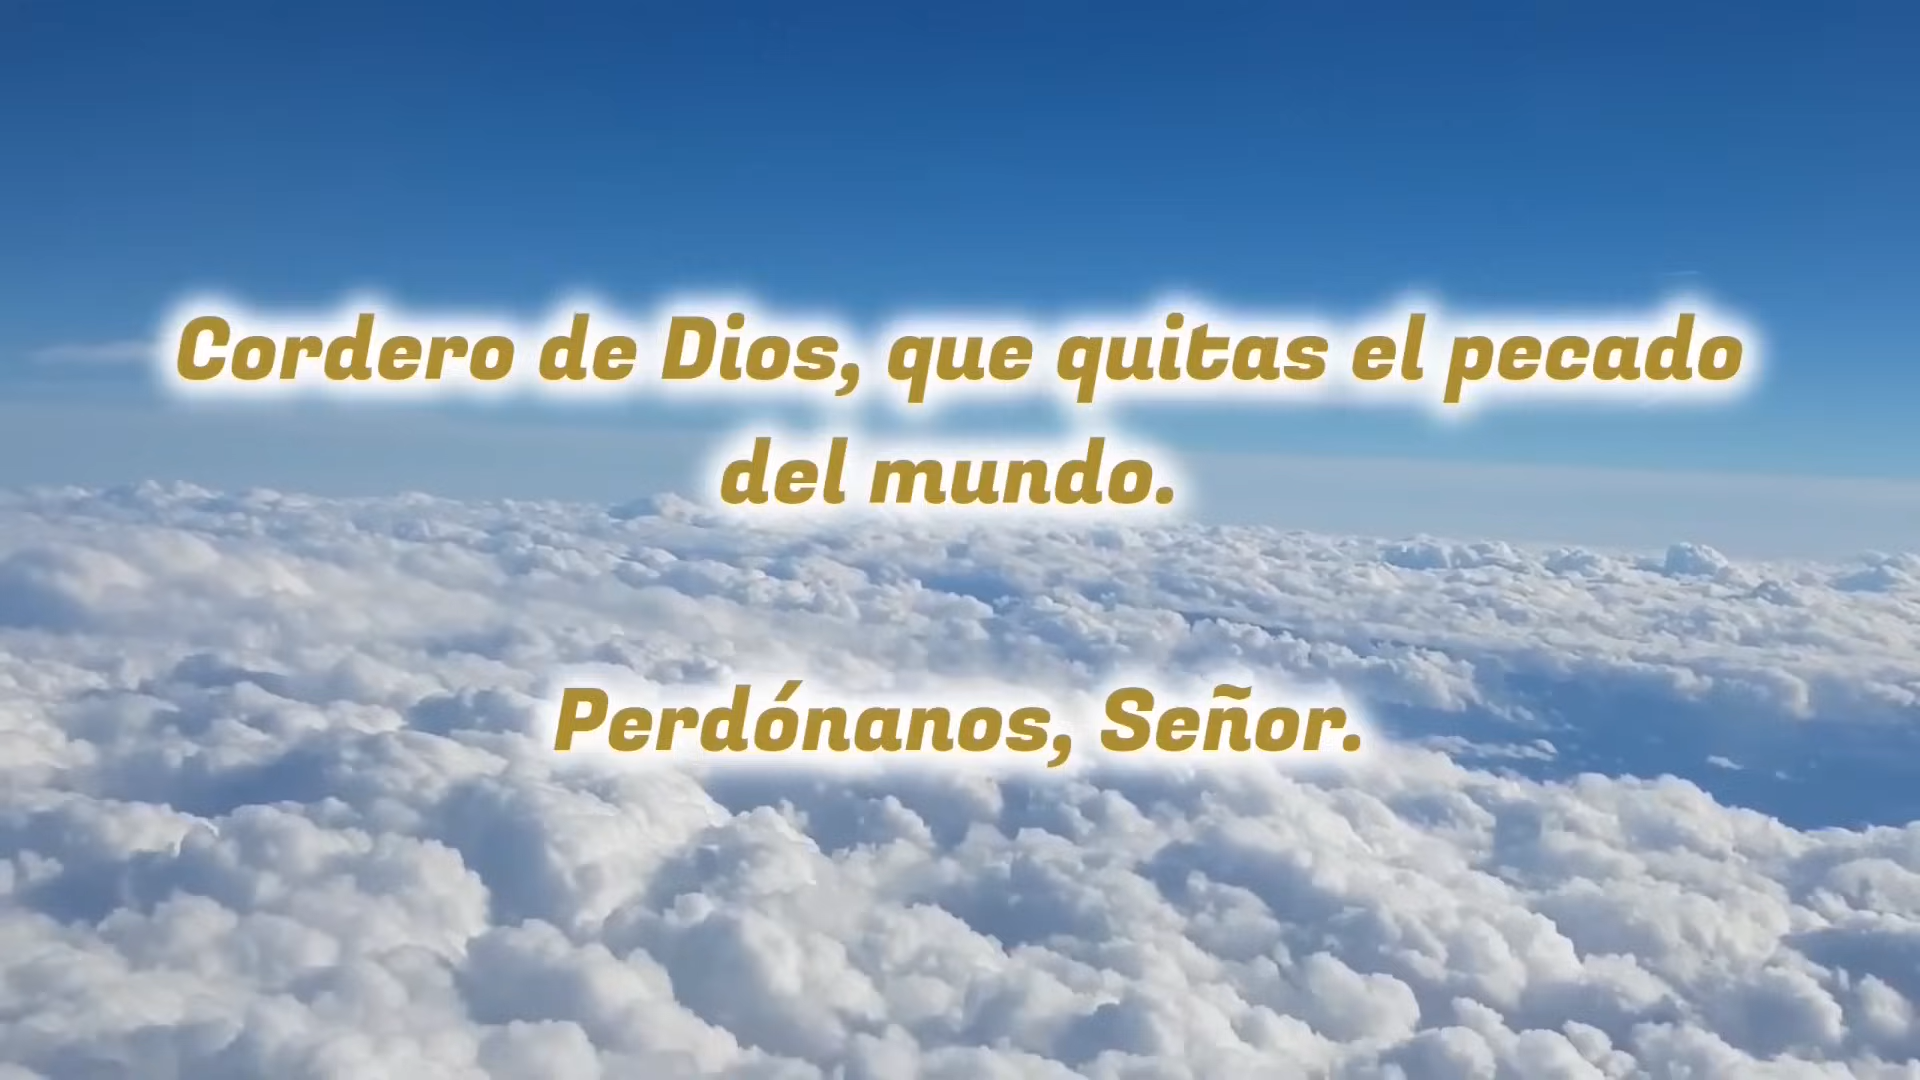 Cordero de Dios, que quitas el pecado
del mundo.
Perdónanos, Señor.